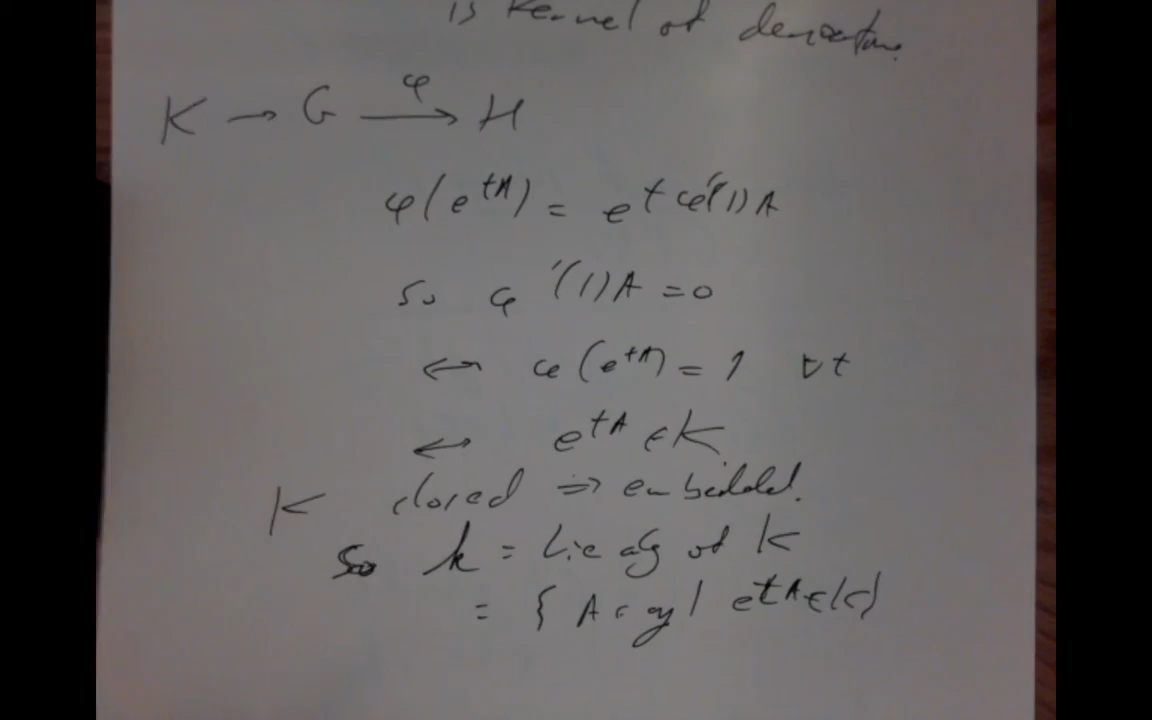 is kernel of derivative.
K → G —φ→ H
φ(e^{tA}) = e^{tφ'(1)A}
so φ'(1)A = 0
↔ φ(e^{tA}) = 1 ∀t
↔ e^{tA} ∈ K
K closed ⇒ embedded.
So k = Lie alg of K
= { A ∈ g | e^{tA} ∈ K}